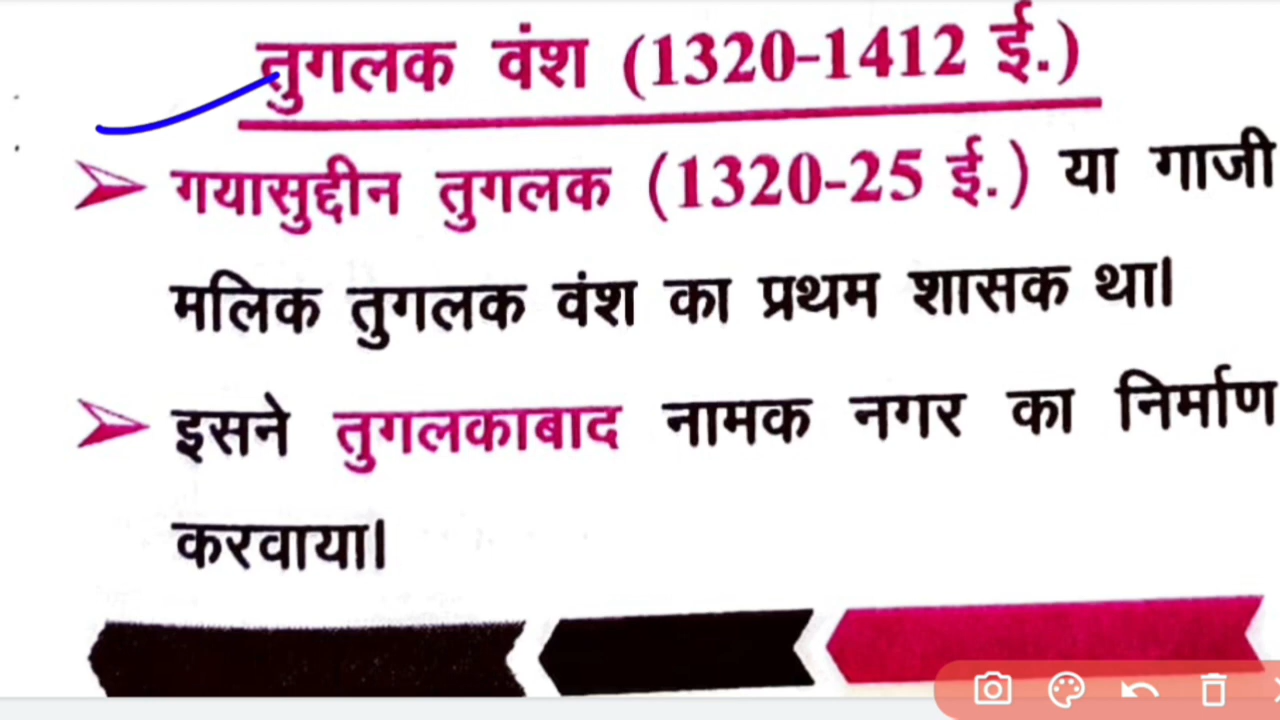 तुगलक वंश (1320-1412 ई.)
गयासुद्दीन तुगलक (1320-25 ई.) या गाजी
मलिक तुगलक वंश का प्रथम शासक था।
इसने तुगलकाबाद नामक नगर का निर्माण
करवाया।